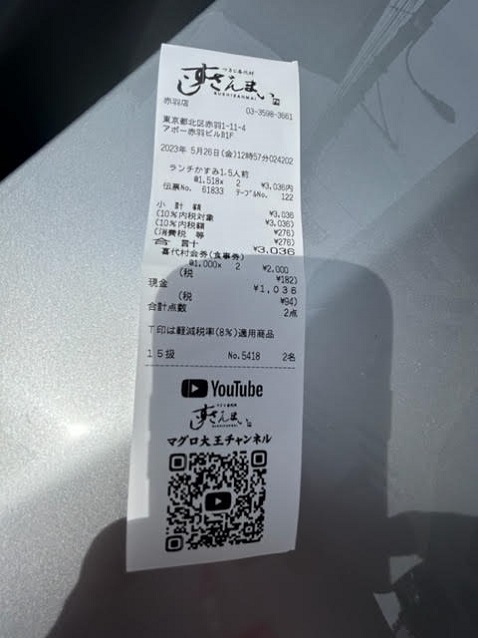 つきじ喜代村
すしざんまい
SUSHIZANMAI
赤羽店
03-3598-3661
東京都北区赤羽1-11-4
アポー赤羽ビルB1F
2023年 5月26日(金)12時57分024202
ランチかすみ1.5人前
@1,518× 2 ¥3,036内
伝票No. 61833 テーブルNo. 122
小 計 額 ¥3,036
(10%内税対象 ¥3,036)
(10%内税額 ¥276)
(消費税 等 ¥276)
合 計 ¥3,036
喜代村会券(食事券)
@1,000× 2 ¥2,000
(税 ¥182)
現金 ¥1,036
(税 ¥94)
合計点数 2点
T印は軽減税率(8%)適用商品
15扱 No.5418 2名
YouTube
すしざんまい
マグロ大王チャンネル